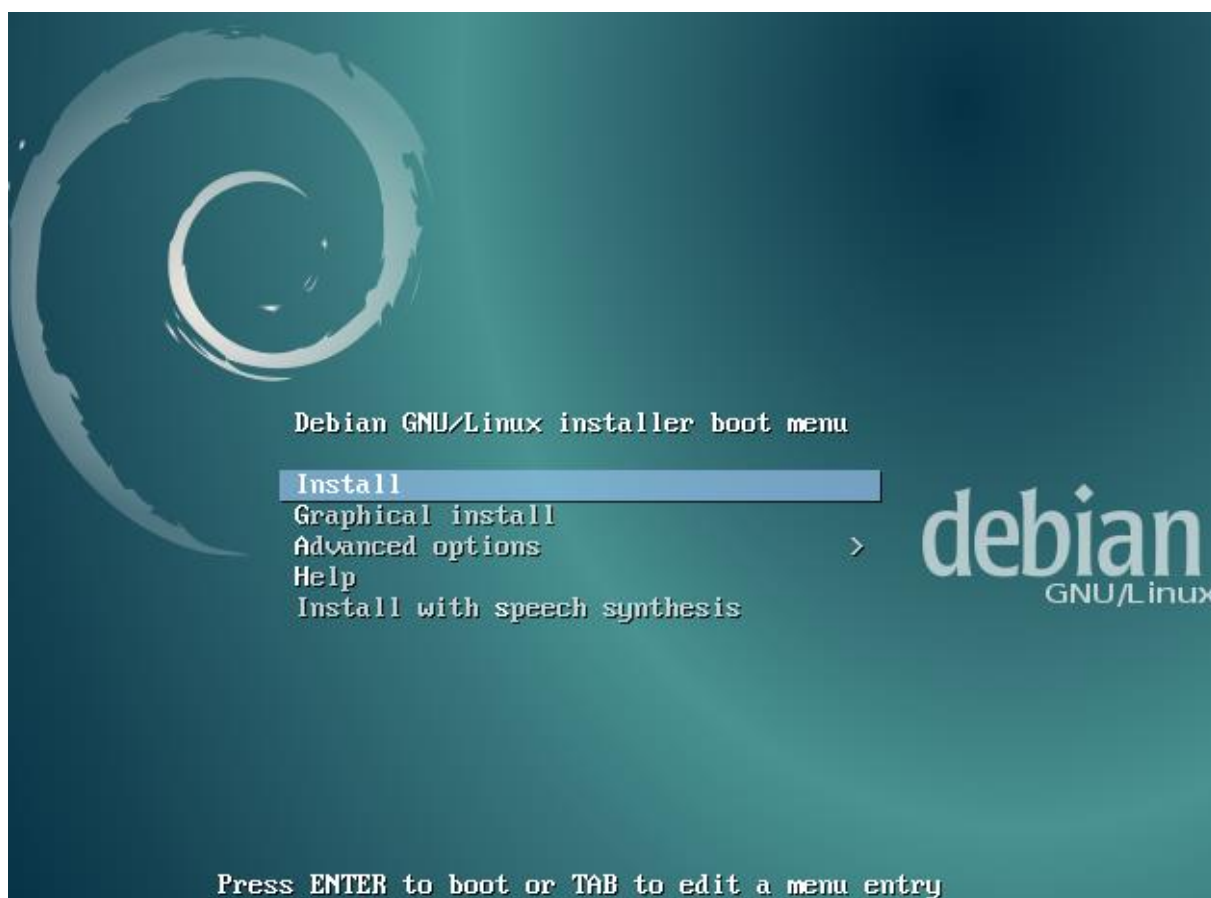 Debian GNU/Linux installer boot menu
Install
Graphical install
Advanced options >
Help
Install with speech synthesis
debian
GNU/Linux
Press ENTER to boot or TAB to edit a menu entry